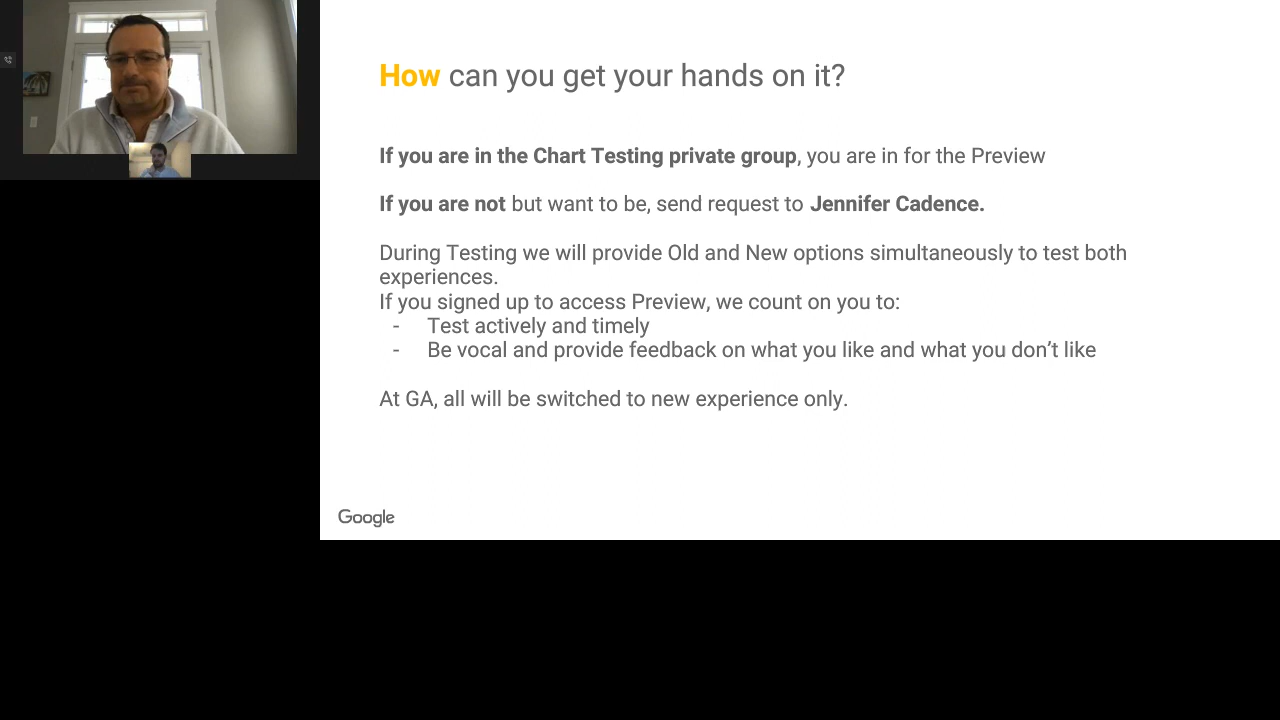 How can you get your hands on it?
If you are in the Chart Testing private group, you are in for the Preview
If you are not but want to be, send request to Jennifer Cadence.
During Testing we will provide Old and New options simultaneously to test both
experiences.
If you signed up to access Preview, we count on you to:
- Test actively and timely
- Be vocal and provide feedback on what you like and what you don’t like
At GA, all will be switched to new experience only.
Google